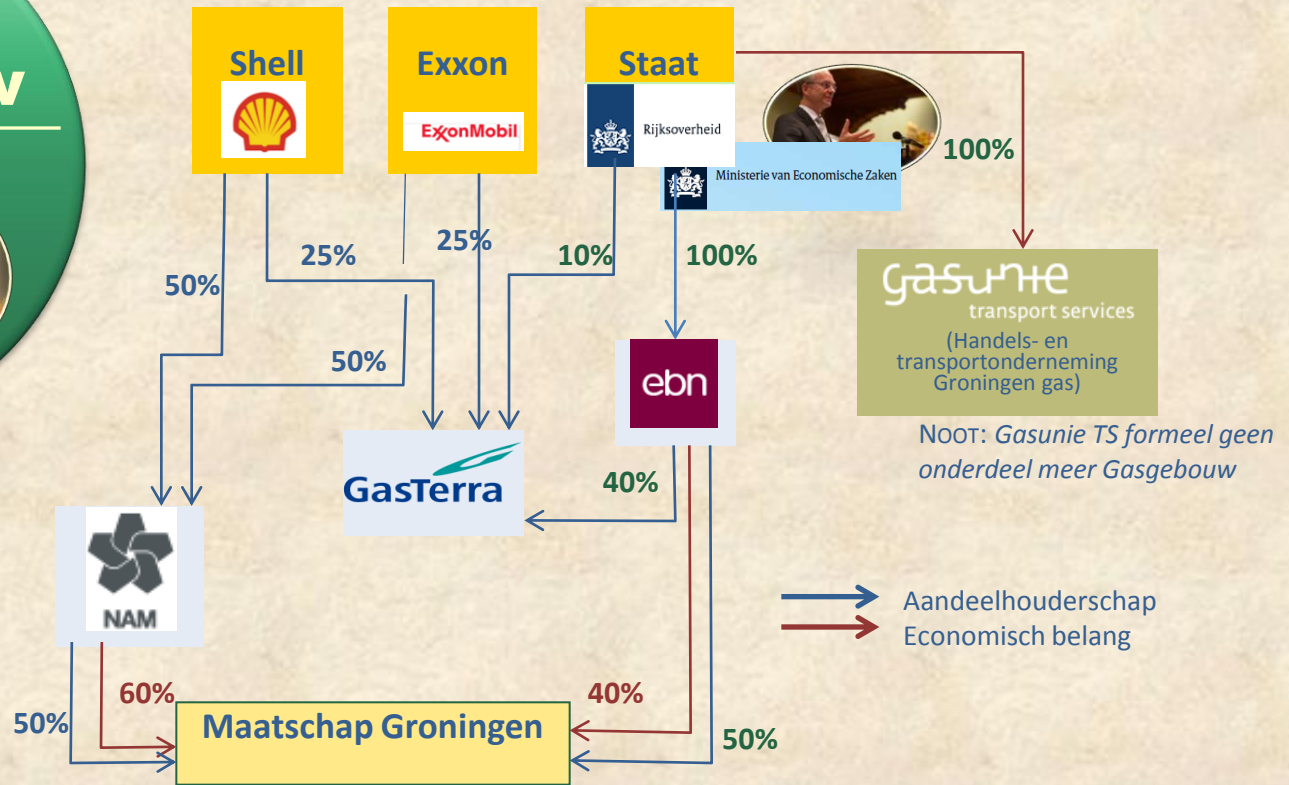 w
Shell
Exxon
Staat
ExxonMobil
Rijksoverheid
Ministerie van Economische Zaken
100%
50%
25%
25%
10%
100%
50%
gasunie
transport services
(Handels- en
transportonderneming
Groningen gas)
NOOT: Gasunie TS formeel geen
onderdeel meer Gasgebouw
ebn
GasTerra
40%
NAM
Aandeelhouderschap
Economisch belang
50%
60%
Maatschap Groningen
40%
50%